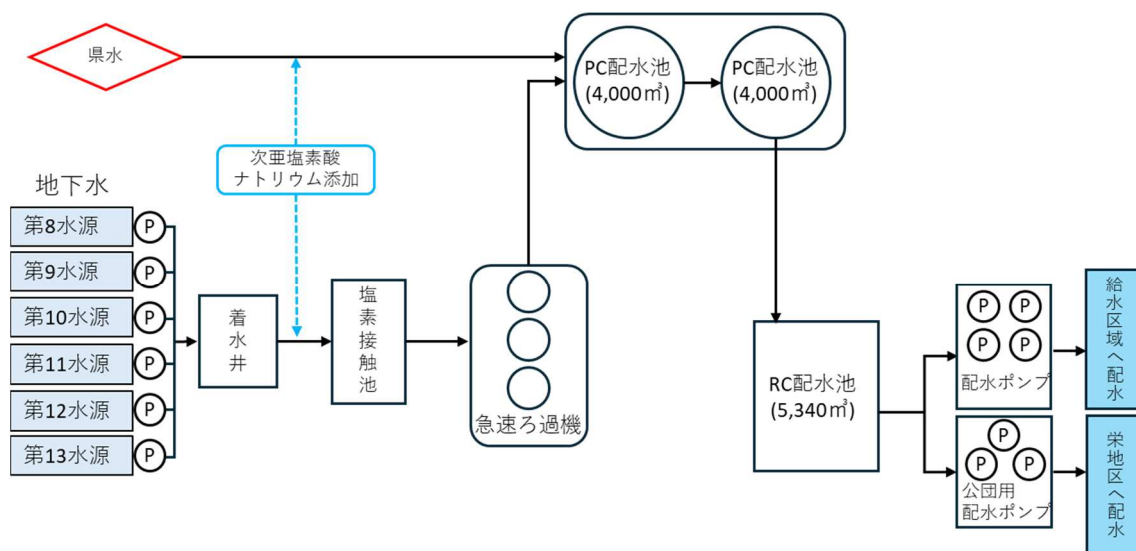 県水
PC配水池
(4,000㎥)
PC配水池
(4,000㎥)
次亜塩素酸
ナトリウム添加
地下水
第8水源
P
第9水源
P
第10水源
P
第11水源
P
第12水源
P
第13水源
P
着水井
塩素接触池
急速ろ過機
RC配水池
(5,340㎥)
P P
P P
配水ポンプ
給水区域へ配水
P
P P
公団用
配水ポンプ
栄地区へ配水